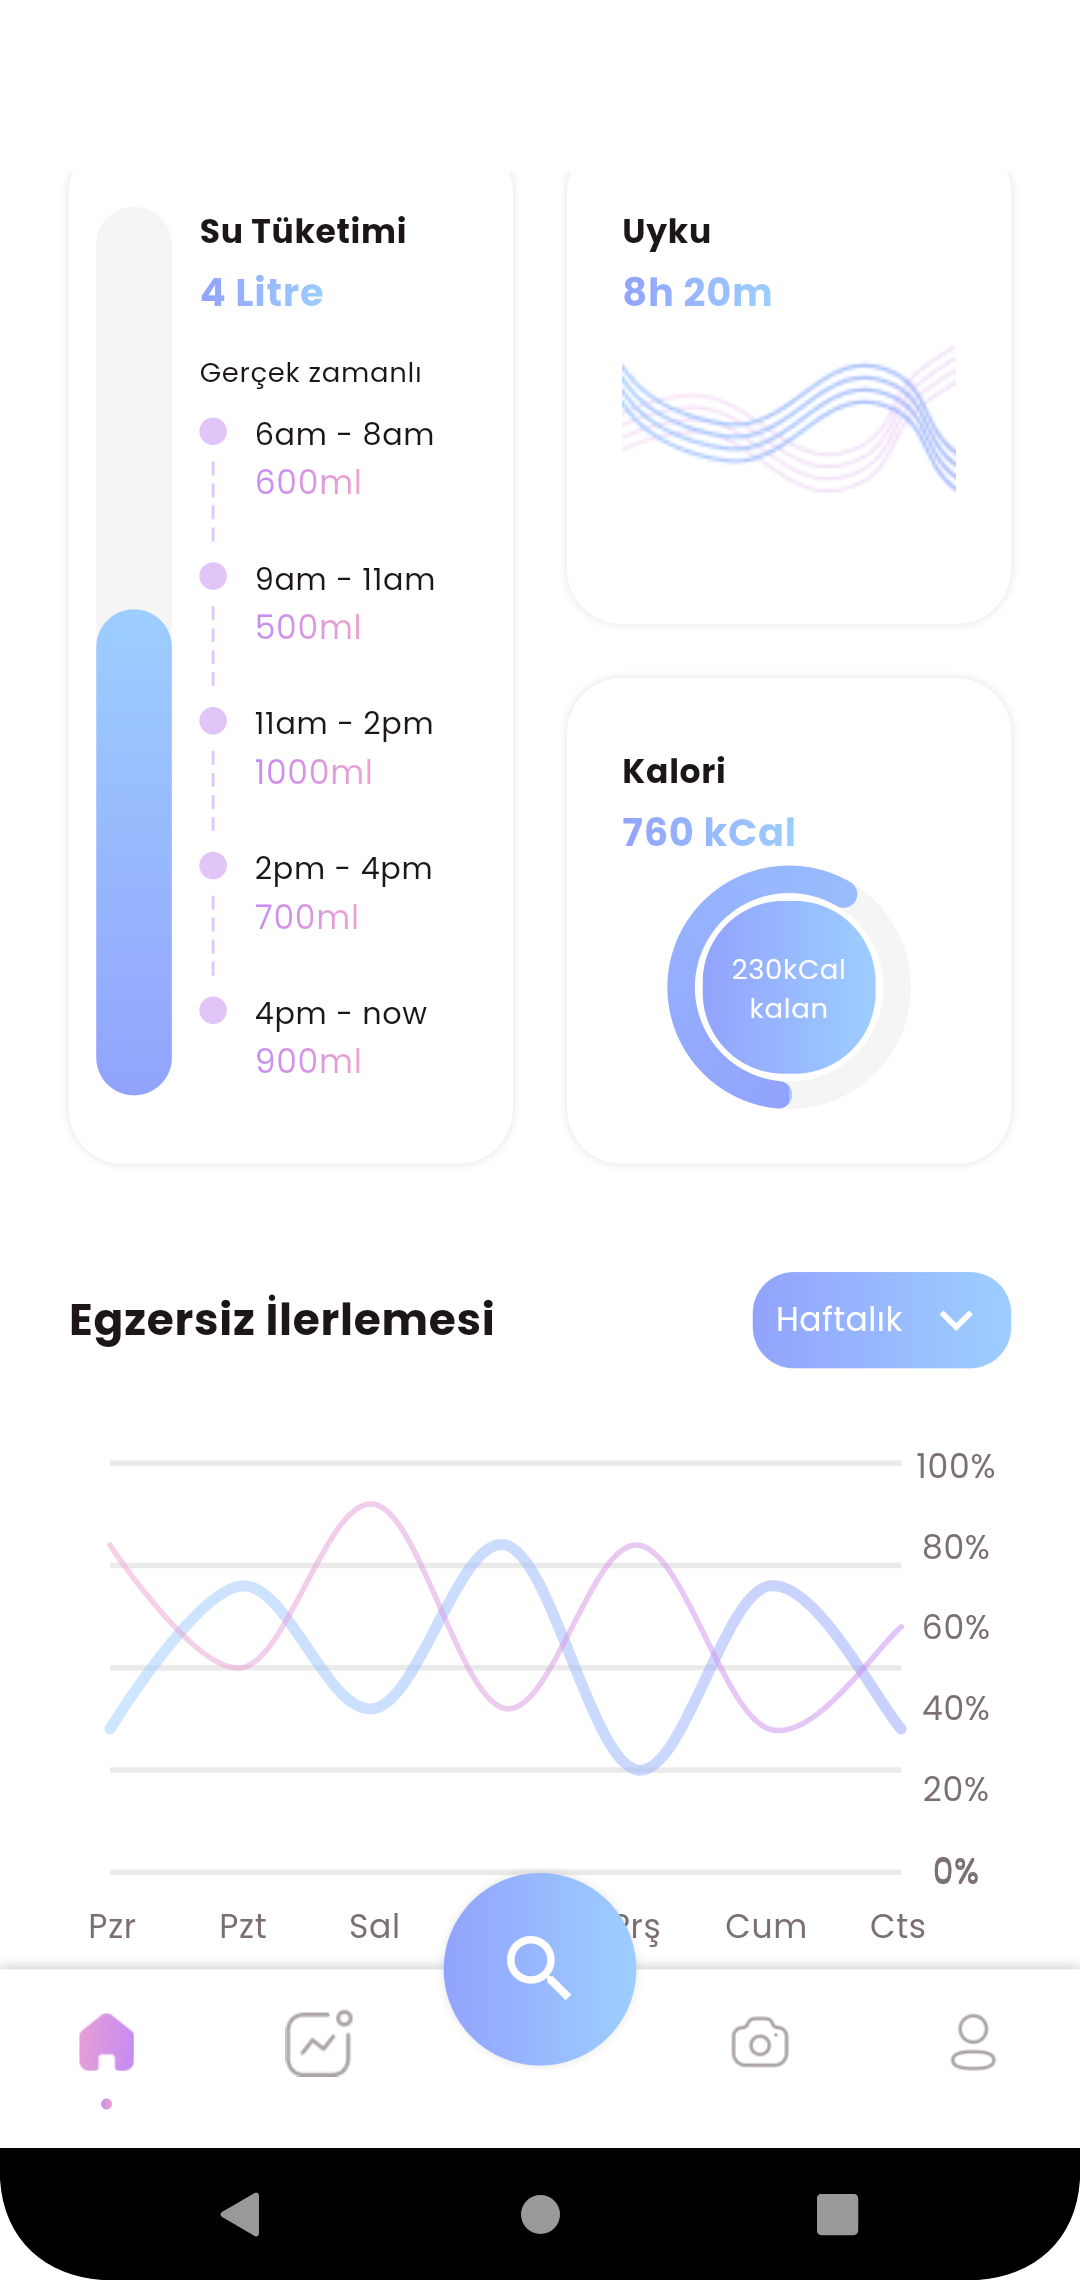 Su Tüketimi
4 Litre
Gerçek zamanlı
6am - 8am
600ml
9am - 11am
500ml
11am - 2pm
1000ml
2pm - 4pm
700ml
4pm - now
900ml
Uyku
8h 20m
Kalori
760 kCal
230kCal
kalan
Egzersiz İlerlemesi
Haftalık
100%
80%
60%
40%
20%
0%
Pzr Pzt Sal Cum Cts